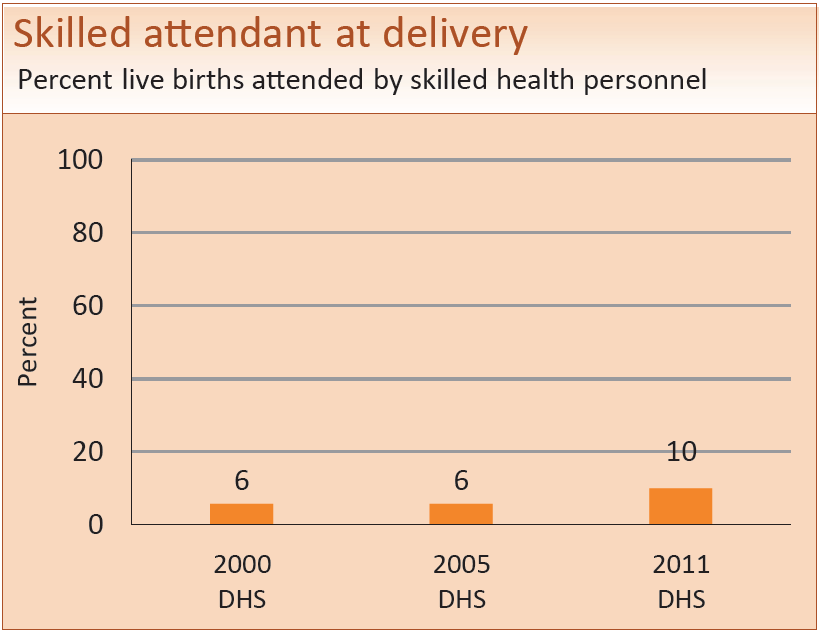 Skilled attendant at delivery
Percent live births attended by skilled health personnel
100
80
60
40
20
0
Percent
6
6
10
2000
DHS
2005
DHS
2011
DHS